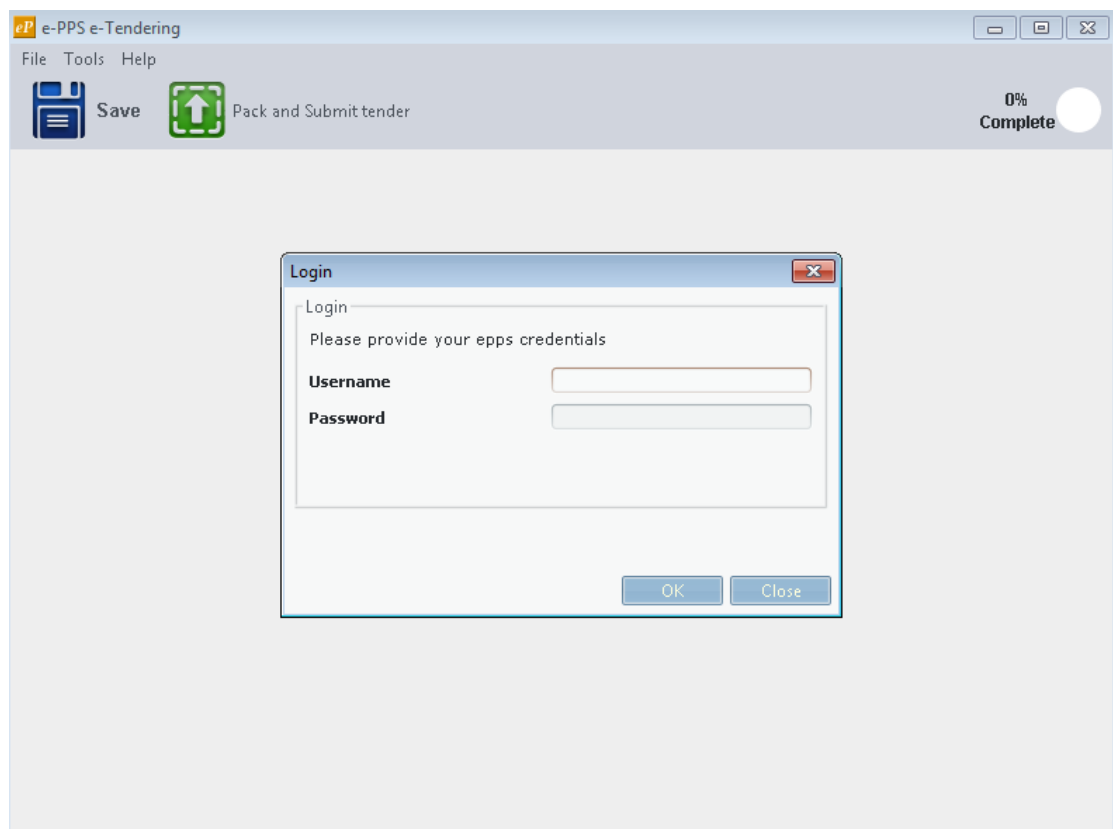 eP e-PPS e-Tendering
File Tools Help
Save Pack and Submit tender
0%
Complete
Login
Login
Please provide your epps credentials
Username
Password
OK Close